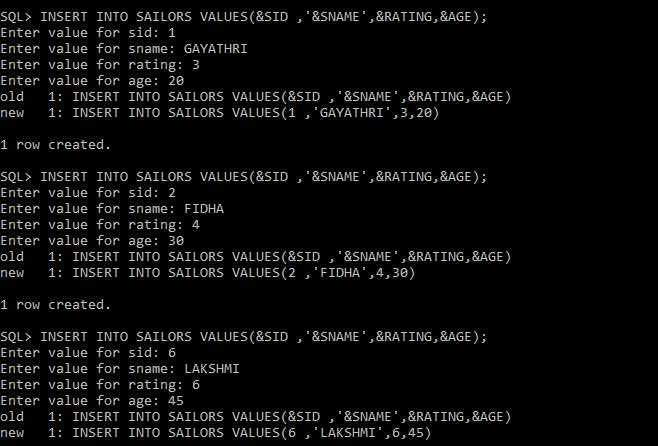 SQL> INSERT INTO SAILORS VALUES(&SID ,'&SNAME',&RATING,&AGE);
Enter value for sid: 1
Enter value for sname: GAYATHRI
Enter value for rating: 3
Enter value for age: 20
old   1: INSERT INTO SAILORS VALUES(&SID ,'&SNAME',&RATING,&AGE)
new   1: INSERT INTO SAILORS VALUES(1 ,'GAYATHRI',3,20)

1 row created.

SQL> INSERT INTO SAILORS VALUES(&SID ,'&SNAME',&RATING,&AGE);
Enter value for sid: 2
Enter value for sname: FIDHA
Enter value for rating: 4
Enter value for age: 30
old   1: INSERT INTO SAILORS VALUES(&SID ,'&SNAME',&RATING,&AGE)
new   1: INSERT INTO SAILORS VALUES(2 ,'FIDHA',4,30)

1 row created.

SQL> INSERT INTO SAILORS VALUES(&SID ,'&SNAME',&RATING,&AGE);
Enter value for sid: 6
Enter value for sname: LAKSHMI
Enter value for rating: 6
Enter value for age: 45
old   1: INSERT INTO SAILORS VALUES(&SID ,'&SNAME',&RATING,&AGE)
new   1: INSERT INTO SAILORS VALUES(6 ,'LAKSHMI',6,45)